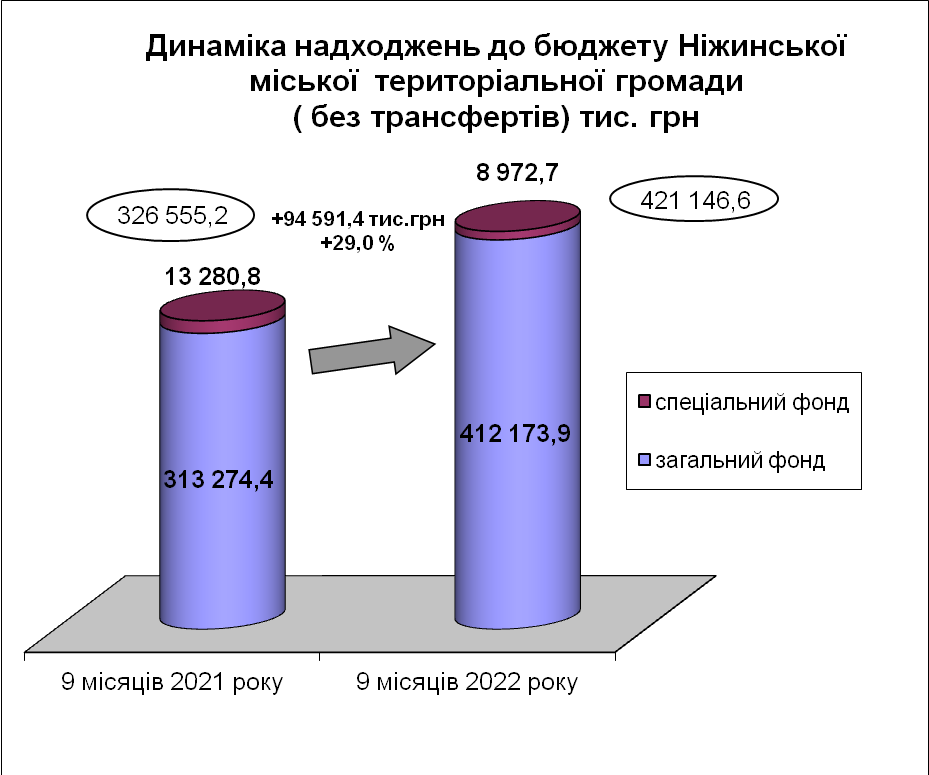 Динаміка надходжень до бюджету Ніжинської
міської територіальної громади
( без трансфертів) тис. грн
8 972,7
326 555,2
421 146,6
+94 591,4 тис.грн
+29,0 %
13 280,8
313 274,4
412 173,9
спеціальний фонд
загальний фонд
9 місяців 2021 року
9 місяців 2022 року